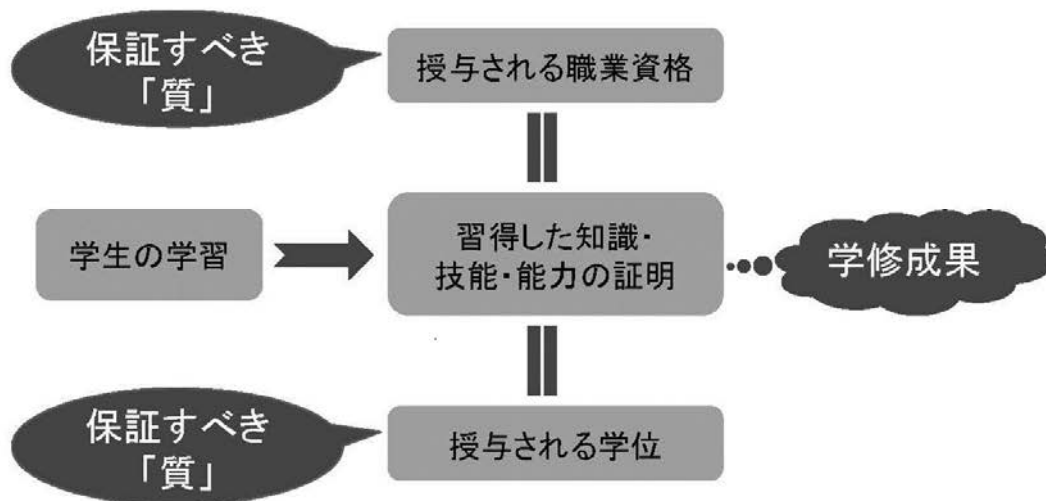 保証すべき
「質」
授与される職業資格
学生の学習
習得した知識・
技能・能力の証明
学修成果
保証すべき
「質」
授与される学位